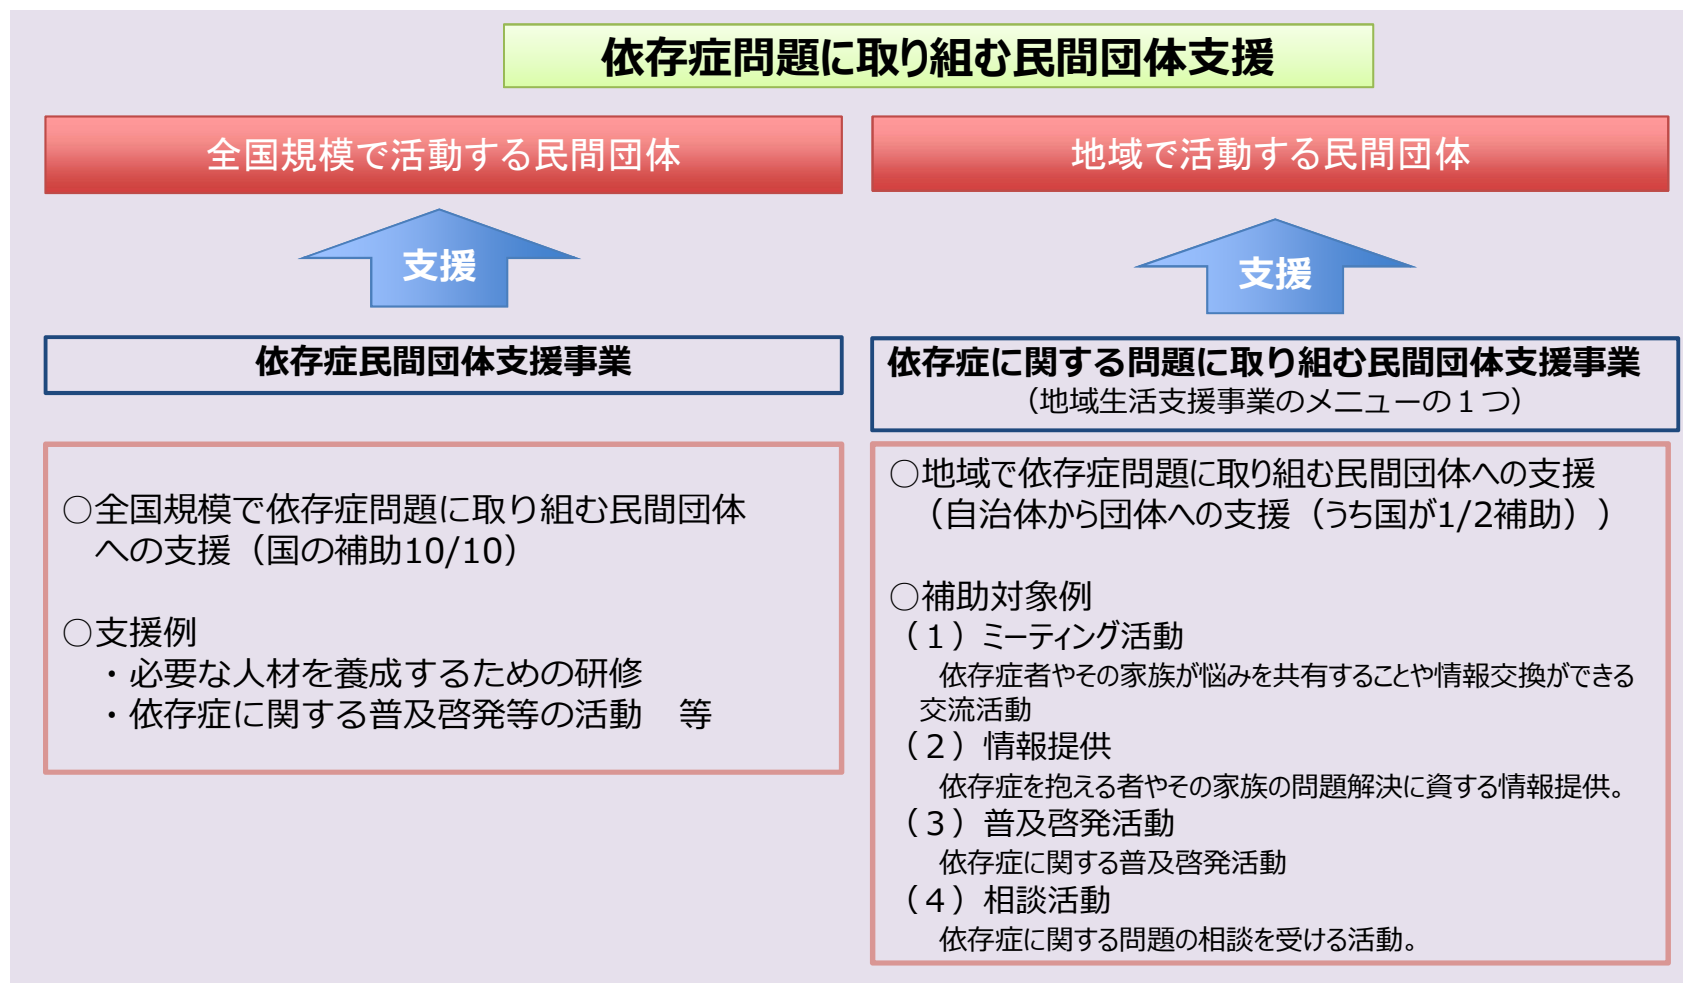 依存症問題に取り組む民間団体支援
全国規模で活動する民間団体
支援
依存症民間団体支援事業
○全国規模で依存症問題に取り組む民間団体
への支援（国の補助10/10）
○支援例
・必要な人材を養成するための研修
・依存症に関する普及啓発等の活動　等
地域で活動する民間団体
支援
依存症に関する問題に取り組む民間団体支援事業
（地域生活支援事業のメニューの１つ）
○地域で依存症問題に取り組む民間団体への支援
（自治体から団体への支援（うち国が1/2補助））
○補助対象例
（１）ミーティング活動
依存症者やその家族が悩みを共有することや情報交換ができる
交流活動
（２）情報提供
依存症を抱える者やその家族の問題解決に資する情報提供。
（３）普及啓発活動
依存症に関する普及啓発活動
（４）相談活動
依存症に関する問題の相談を受ける活動。